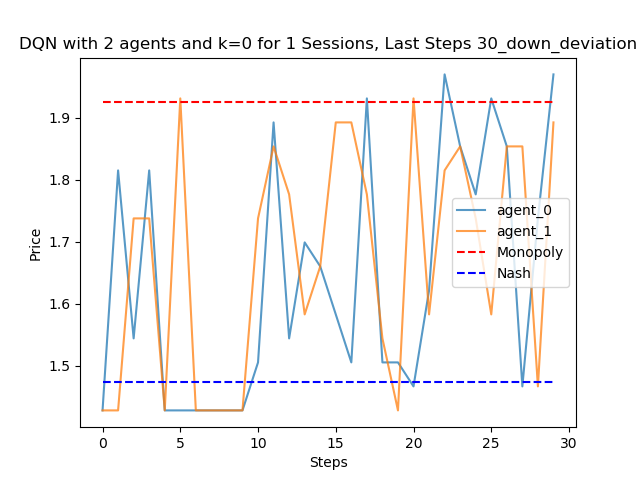 DQN with 2 agents and k=0 for 1 Sessions, Last Steps 30_down_deviation
1.9
1.8
1.7
1.6
1.5
Price
agent_0
agent_1
Monopoly
Nash
0
5
10
15
20
25
30
Steps